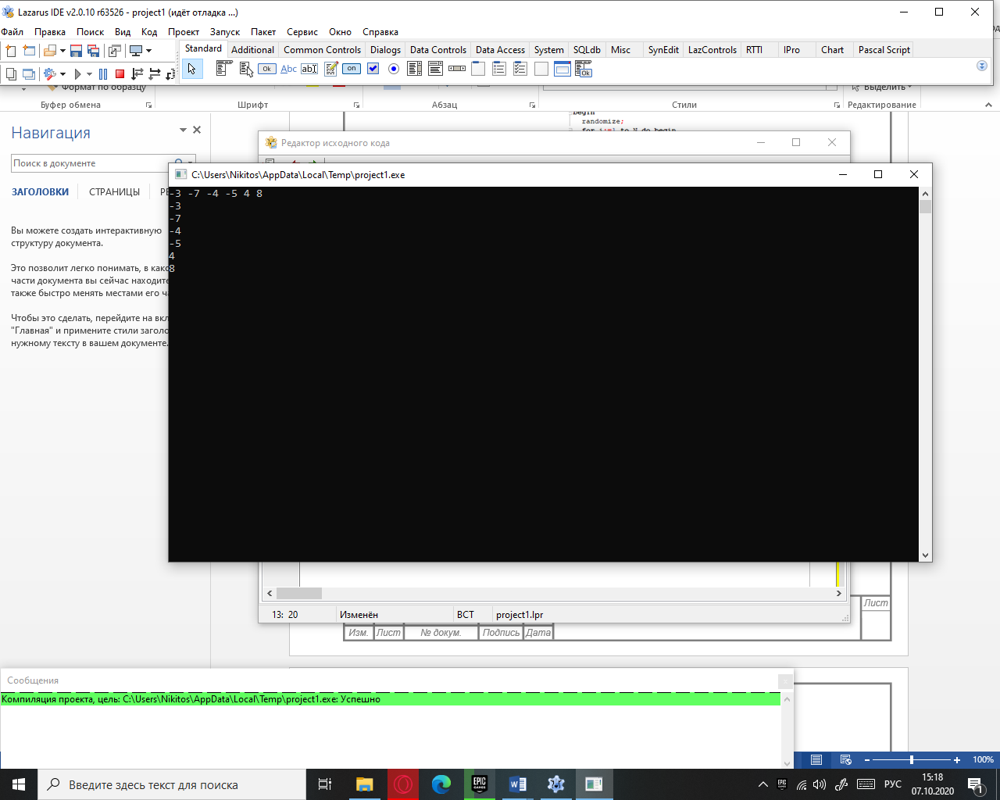 Lazarus IDE v2.0.10 r63526 - project1 (идёт отладка ...)
Файл Правка Поиск Вид Код Проект Запуск Пакет Сервис Окно Справка
Standard Additional Common Controls Dialogs Data Controls Data Access System SQLdb Misc SynEdit LazControls RTTI IPro Chart Pascal Script
Ok Abc abI on Ok
Формат по образцу
Выделить
Буфер обмена Шрифт Абзац Стили Редактирование
Навигация
Поиск в документе
ЗАГОЛОВКИ СТРАНИЦЫ РЕ
Вы можете создать интерактивную
структуру документа.
Это позволит легко понимать, в како
части документа вы сейчас находите
также быстро менять местами его ча
Чтобы это сделать, перейдите на вкл
"Главная" и примените стили заголо
нужному тексту в вашем документе.
begin
randomize;
for i:=1 to N do begin
Редактор исходного кода
C:\Users\Nikitos\AppData\Local\Temp\project1.exe
-3 -7 -4 -5 4 8
-3
-7
-4
-5
4
8
13: 20 Изменён ВСТ project1.lpr
Лист
Изм. Лист № докум. Подпись Дата
Сообщения
Компиляция проекта, цель: C:\Users\Nikitos\AppData\Local\Temp\project1.exe: Успешно
100%
Введите здесь текст для поиска
EPIC GAMES
РУС
15:18
07.10.2020
1